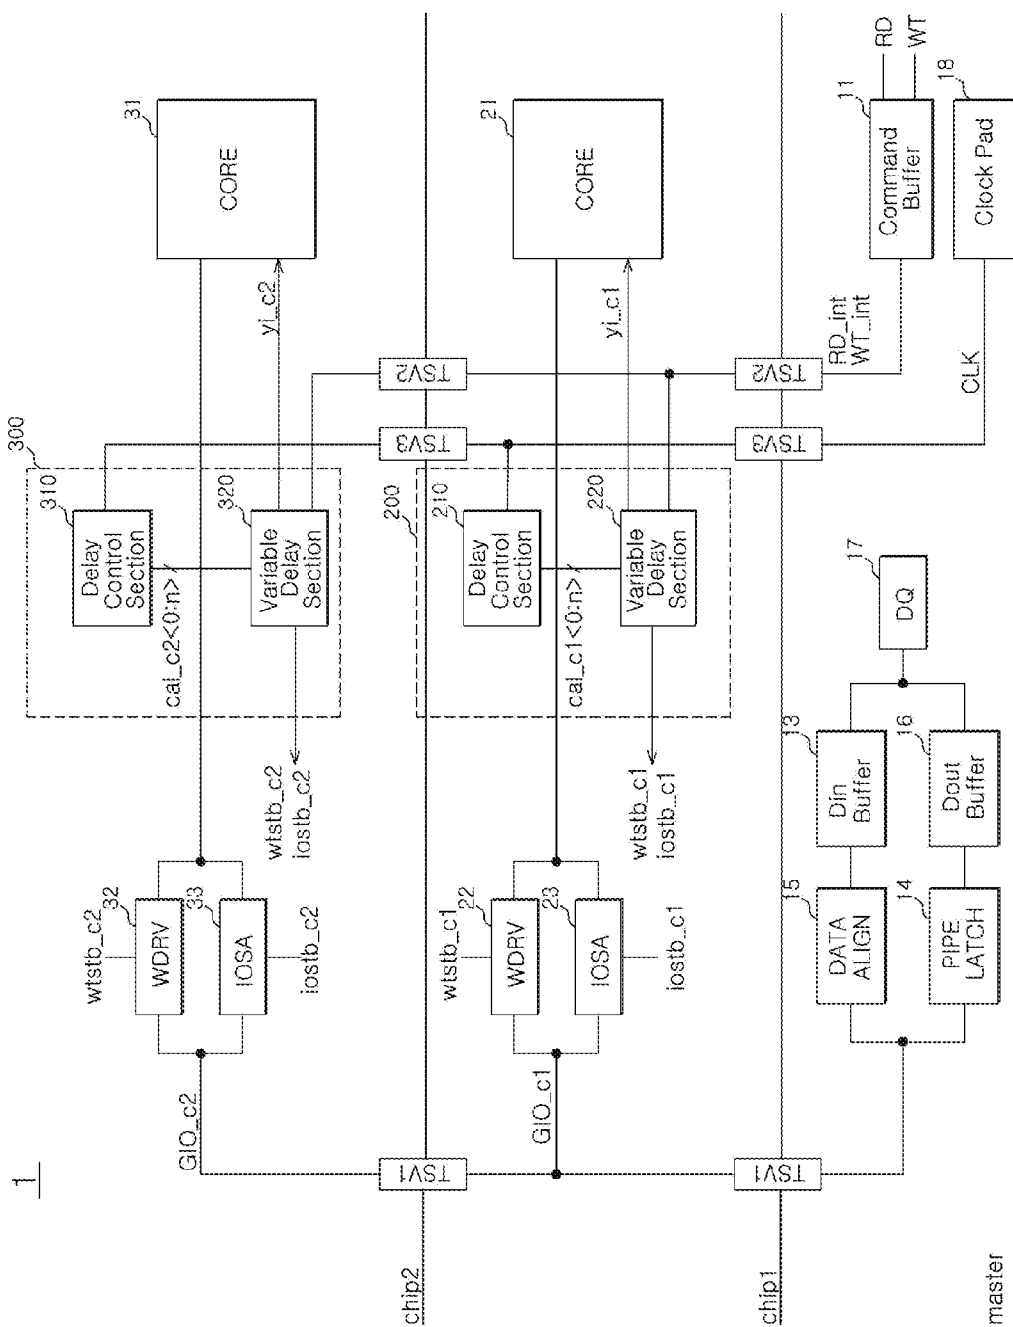 1
chip2
GIO_c2
wtstb_c2
32
WDRV
33
IOSA
iostb_c2
wtstb_c2
iostb_c2
300
310
Delay
Control
Section
cal_c2<0:n>
320
Variable
Delay
Section
yi_c2
31
CORE
TSV1
TSV3
TSV2
chip1
GIO_c1
wtstb_c1
22
WDRV
23
IOSA
iostb_c1
wtstb_c1
iostb_c1
200
210
Delay
Control
Section
cal_c1<0:n>
220
Variable
Delay
Section
yi_c1
21
CORE
TSV1
TSV3
TSV2
master
15
DATA
ALIGN
13
Din
Buffer
14
PIPE
LATCH
16
Dout
Buffer
17
DQ
RD_int
WT_int
CLK
11
Command
Buffer
RD
WT
18
Clock Pad